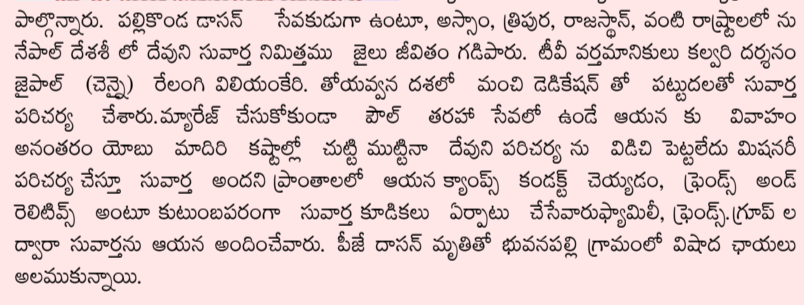 పాల్గొన్నారు. పల్లికొండ డాసన్ సేవకుడుగా ఉంటూ, అస్సాం, త్రిపుర, రాజస్థాన్, వంటి రాష్ట్రాలలో ను
నేపాల్ దేశశీ లో దేవుని సువార్త నిమిత్తము జైలు జీవితం గడిపారు. టీవీ వర్తమానికులు కల్వరి దర్శనం
జైపాల్ (చెన్నై) రేలంగి విలియంకేరి. తోయవ్వన దశలో మంచి డెడికేషన్ తో పట్టుదలతో సువార్త
పరిచర్య చేశారు.మ్యారేజ్ చేసుకోకుండా పౌల్ తరహా సేవలో ఉండే ఆయన కు వివాహం
అనంతరం యోబు మాదిరి కష్టాల్లో చుట్టి ముట్టినా దేవుని పరిచర్య ను విడిచి పెట్టలేదు మిషనరీ
పరిచర్య చేస్తూ సువార్త అందని ప్రాంతాలలో ఆయన క్యాంప్స్ కండక్ట్ చెయ్యడం, ఫ్రెండ్స్ అండ్
రెలిటివ్స్ అంటూ కుటుంబపరంగా సువార్త కూడికలు ఏర్పాటు చేసేవారుఫ్యామిలీ, ఫ్రెండ్స్.గ్రూప్ ల
ద్వారా సువార్తను ఆయన అందించేవారు. పీజే దాసన్ మృతితో భువనపల్లి గ్రామంలో విషాద ఛాయలు
అలముకున్నాయి.